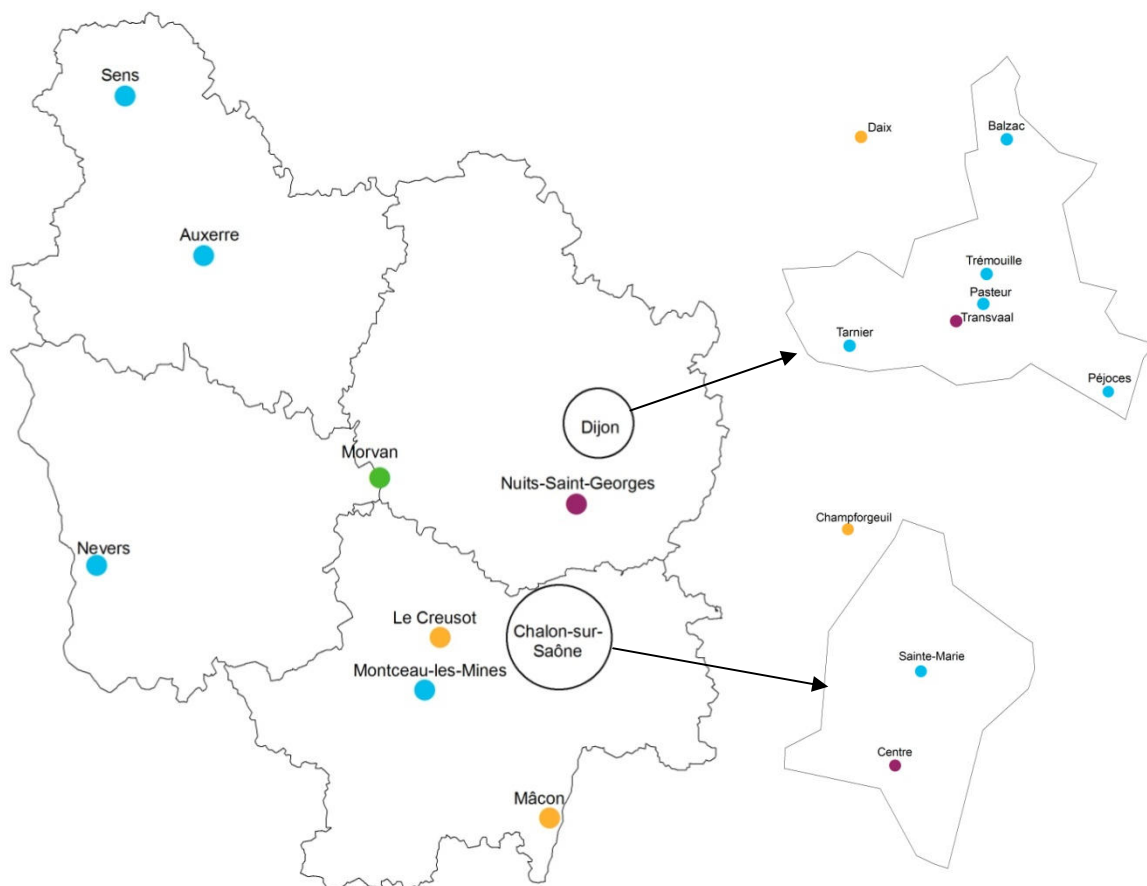 Sens
Auxerre
Dijon
Morvan
Nuits-Saint-Georges
Nevers
Le Creusot
Chalon-sur-
Saône
Montceau-les-Mines
Mâcon
Daix
Balzac
Trémouille
Pasteur
Transvaal
Tarnier
Péjoces
Champforgeuil
Sainte-Marie
Centre